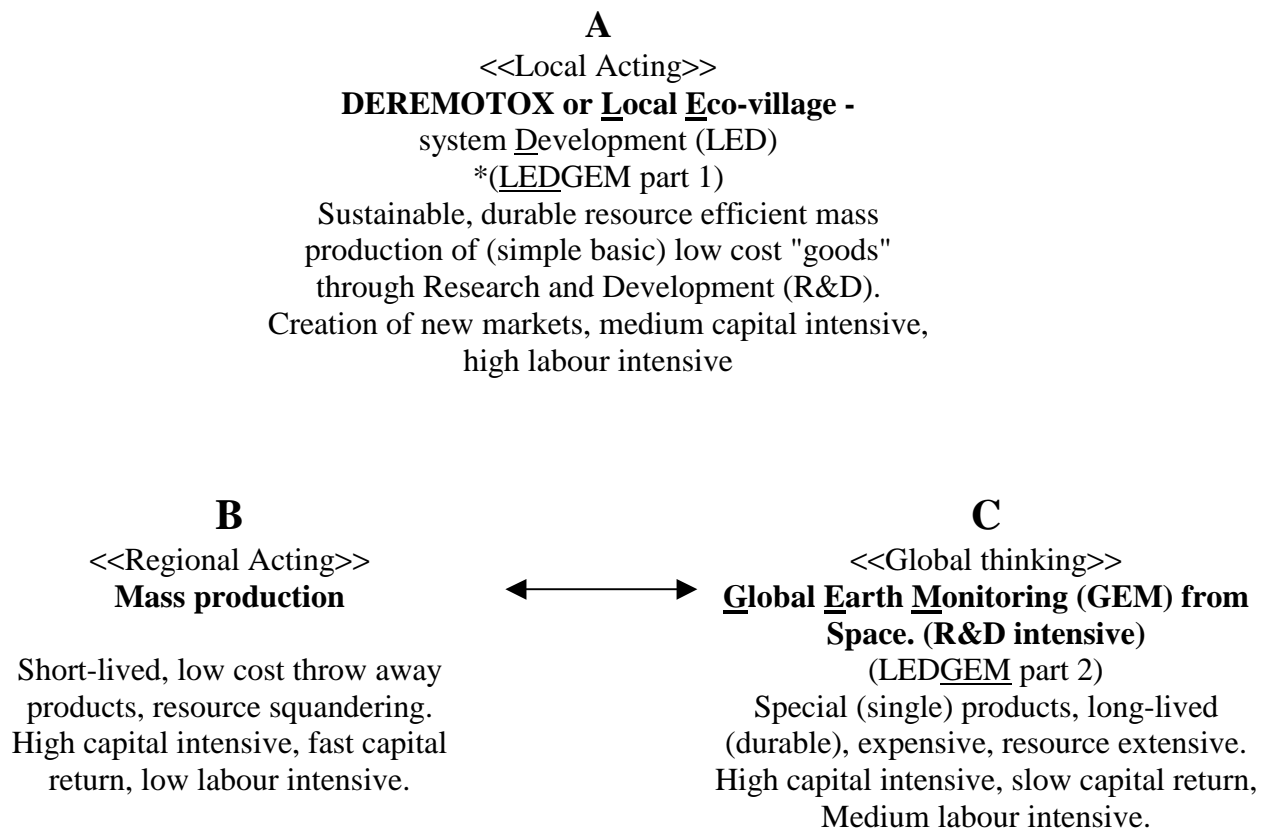 A
<<Local Acting>>
DEREMOTOX or Local Eco-village -
system Development (LED)
*(LEDGEM part 1)
Sustainable, durable resource efficient mass
production of (simple basic) low cost "goods"
through Research and Development (R&D).
Creation of new markets, medium capital intensive,
high labour intensive
B
<<Regional Acting>>
Mass production
Short-lived, low cost throw away
products, resource squandering.
High capital intensive, fast capital
return, low labour intensive.
C
<<Global thinking>>
Global Earth Monitoring (GEM) from
Space. (R&D intensive)
(LEDGEM part 2)
Special (single) products, long-lived
(durable), expensive, resource extensive.
High capital intensive, slow capital return,
Medium labour intensive.